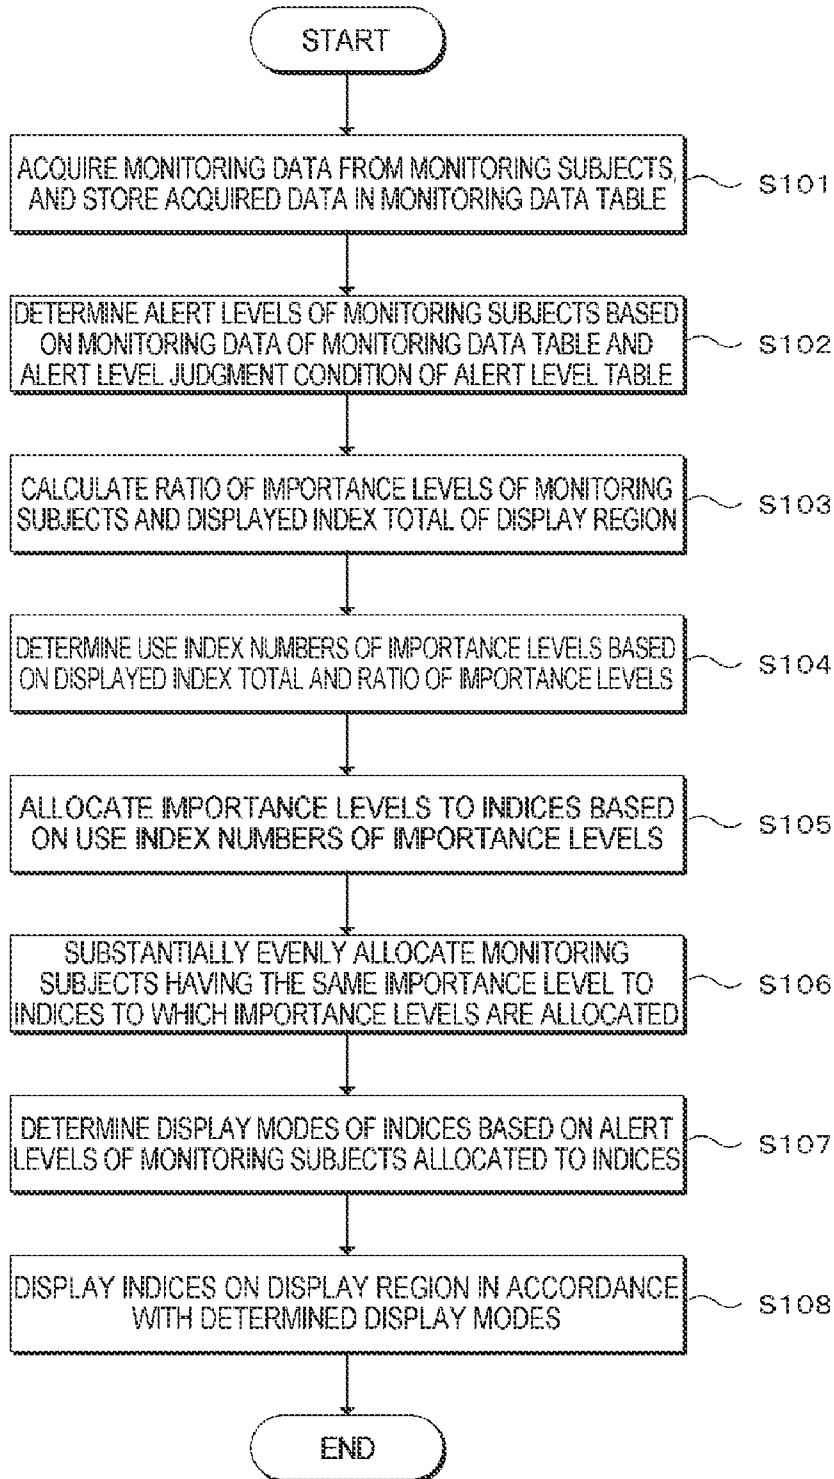 START
ACQUIRE MONITORING DATA FROM MONITORING SUBJECTS,
AND STORE ACQUIRED DATA IN MONITORING DATA TABLE
S101
DETERMINE ALERT LEVELS OF MONITORING SUBJECTS BASED
ON MONITORING DATA OF MONITORING DATA TABLE AND
ALERT LEVEL JUDGMENT CONDITION OF ALERT LEVEL TABLE
S102
CALCULATE RATIO OF IMPORTANCE LEVELS OF MONITORING
SUBJECTS AND DISPLAYED INDEX TOTAL OF DISPLAY REGION
S103
DETERMINE USE INDEX NUMBERS OF IMPORTANCE LEVELS BASED
ON DISPLAYED INDEX TOTAL AND RATIO OF IMPORTANCE LEVELS
S104
ALLOCATE IMPORTANCE LEVELS TO INDICES BASED
ON USE INDEX NUMBERS OF IMPORTANCE LEVELS
S105
SUBSTANTIALLY EVENLY ALLOCATE MONITORING
SUBJECTS HAVING THE SAME IMPORTANCE LEVEL TO
INDICES TO WHICH IMPORTANCE LEVELS ARE ALLOCATED
S106
DETERMINE DISPLAY MODES OF INDICES BASED ON ALERT
LEVELS OF MONITORING SUBJECTS ALLOCATED TO INDICES
S107
DISPLAY INDICES ON DISPLAY REGION IN ACCORDANCE
WITH DETERMINED DISPLAY MODES
S108
END